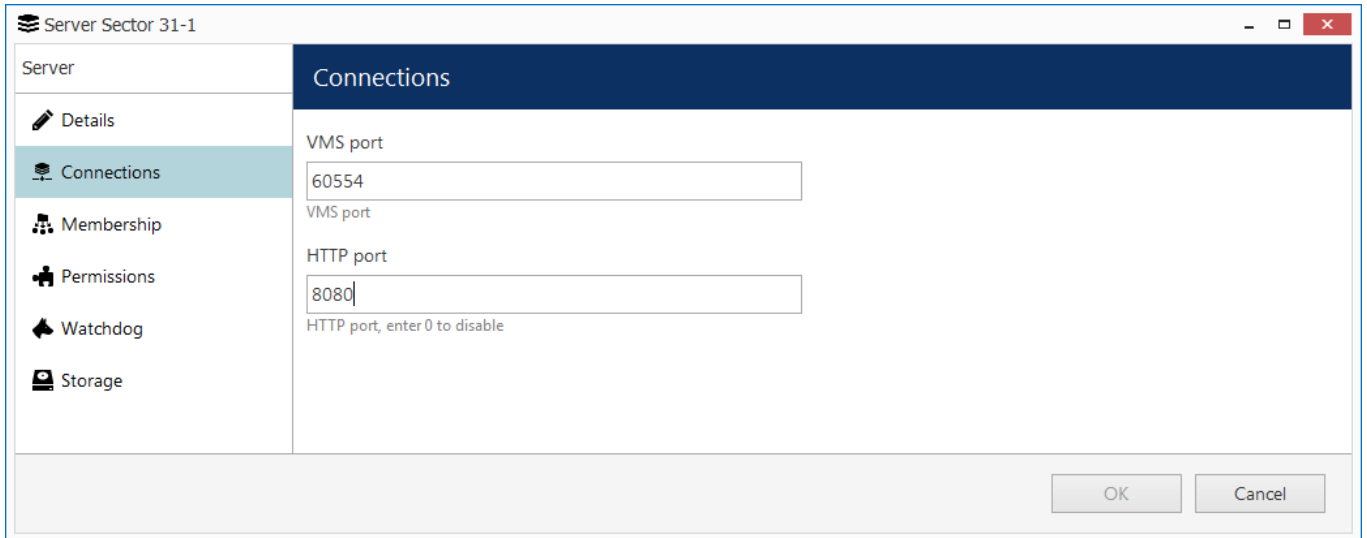 Server Sector 31-1
Server
Details
Connections
Membership
Permissions
Watchdog
Storage
Connections
VMS port
60554
VMS port
HTTP port
8080
HTTP port, enter 0 to disable
OK
Cancel